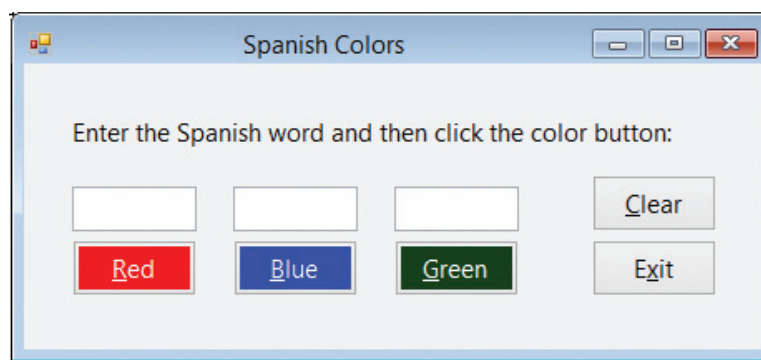 Spanish Colors
Enter the Spanish word and then click the color button:
Clear
Red Blue Green Exit